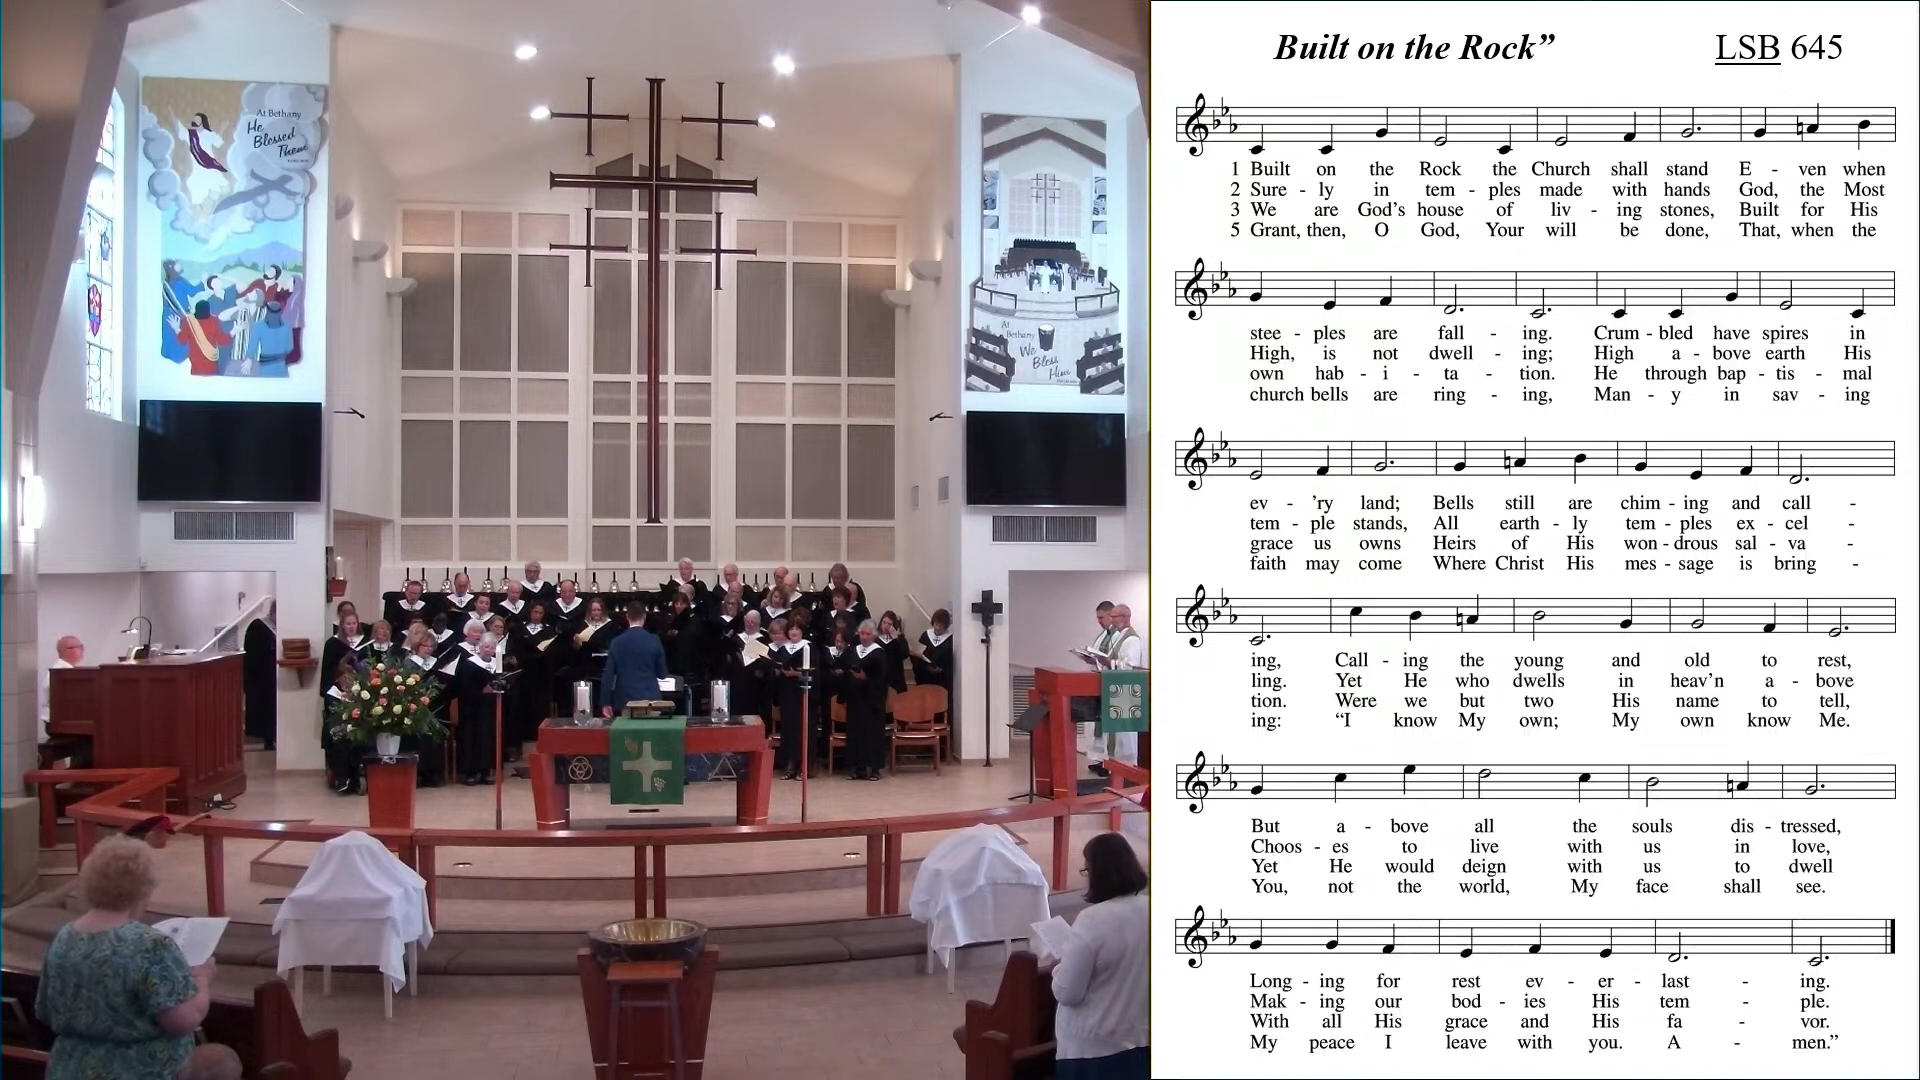 At Bethany
He
Blessed
Them
At
Bethany
We
Bless
Him
Built on the Rock” LSB 645
1 Built on the Rock the Church shall stand E - ven when
2 Sure - ly in tem - ples made with hands God, the Most
3 We are God's house of liv - ing stones, Built for His
5 Grant, then, O God, Your will be done, That, when the
stee - ples are fall - ing. Crum - bled have spires in
High, is not dwell - ing; High a - bove earth His
own hab - i - ta - tion. He through bap - tis - mal
church bells are ring - ing, Man - y in sav - ing
ev - 'ry land; Bells still are chim - ing and call -
tem - ple stands, All earth - ly tem - ples ex - cel -
grace us owns Heirs of His won - drous sal - va -
faith may come Where Christ His mes - sage is bring -
ing, Call - ing the young and old to rest,
ling. Yet He who dwells in heav'n a - bove
tion. Were we but two His name to tell,
ing: “I know My own; My own know Me.
But a - bove all the souls dis - tressed,
Choos - es to live with us in love,
Yet He would deign with us to dwell
You, not the world, My face shall see.
Long - ing for rest ev - er - last - ing.
Mak - ing our bod - ies His tem - ple.
With all His grace and His fa - vor.
My peace I leave with you. A - men.”